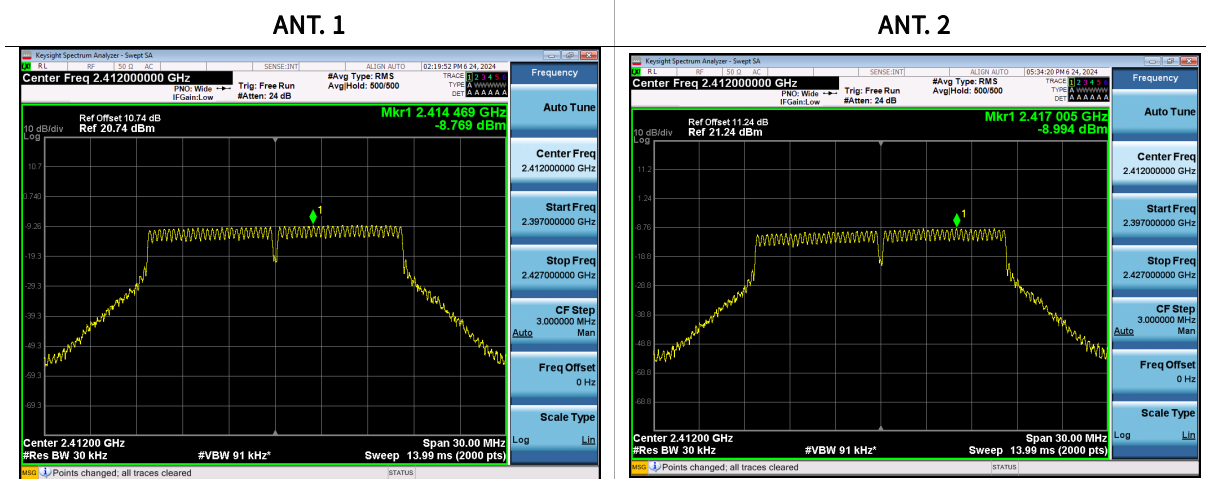 ANT. 1
Keysight Spectrum Analyzer - Swept SA
RL RF 50 Ω AC SENSE:INT ALIGN AUTO 02:19:52 PM 6 24, 2024
Center Freq 2.412000000 GHz
PNO: Wide
IFGain:Low
Trig: Free Run
#Atten: 24 dB
#Avg Type: RMS
Avg|Hold: 500/500
TRACE 1 2 3 4 5 6
TYPE A WWWWW
DET A A A A A A
Ref Offset 10.74 dB
10 dB/div Ref 20.74 dBm
Log
Mkr1 2.414 469 GHz
-8.769 dBm
1
10.7
0.740
-9.26
-19.3
-29.3
-39.3
-49.3
-59.3
-69.3
Center 2.41200 GHz
Span 30.00 MHz
#Res BW 30 kHz
#VBW 91 kHz*
Sweep 13.99 ms (2000 pts)
MSG Points changed; all traces cleared
STATUS
Frequency
Auto Tune
Center Freq
2.412000000 GHz
Start Freq
2.397000000 GHz
Stop Freq
2.427000000 GHz
CF Step
3.000000 MHz
Auto Man
Freq Offset
0 Hz
Scale Type
Log Lin
ANT. 2
Keysight Spectrum Analyzer - Swept SA
RL RF 50 Ω AC SENSE:INT ALIGN AUTO 05:34:20 PM 6 24, 2024
Center Freq 2.412000000 GHz
PNO: Wide
IFGain:Low
Trig: Free Run
#Atten: 24 dB
#Avg Type: RMS
Avg|Hold: 500/500
TRACE 1 2 3 4 5 6
TYPE A WWWWW
DET A A A A A A
Ref Offset 11.24 dB
10 dB/div Ref 21.24 dBm
Log
Mkr1 2.417 005 GHz
-8.994 dBm
1
11.2
1.24
-8.76
-18.8
-28.8
-38.8
-48.8
-58.8
-68.8
Center 2.41200 GHz
Span 30.00 MHz
#Res BW 30 kHz
#VBW 91 kHz*
Sweep 13.99 ms (2000 pts)
MSG Points changed; all traces cleared
STATUS
Frequency
Auto Tune
Center Freq
2.412000000 GHz
Start Freq
2.397000000 GHz
Stop Freq
2.427000000 GHz
CF Step
3.000000 MHz
Auto Man
Freq Offset
0 Hz
Scale Type
Log Lin